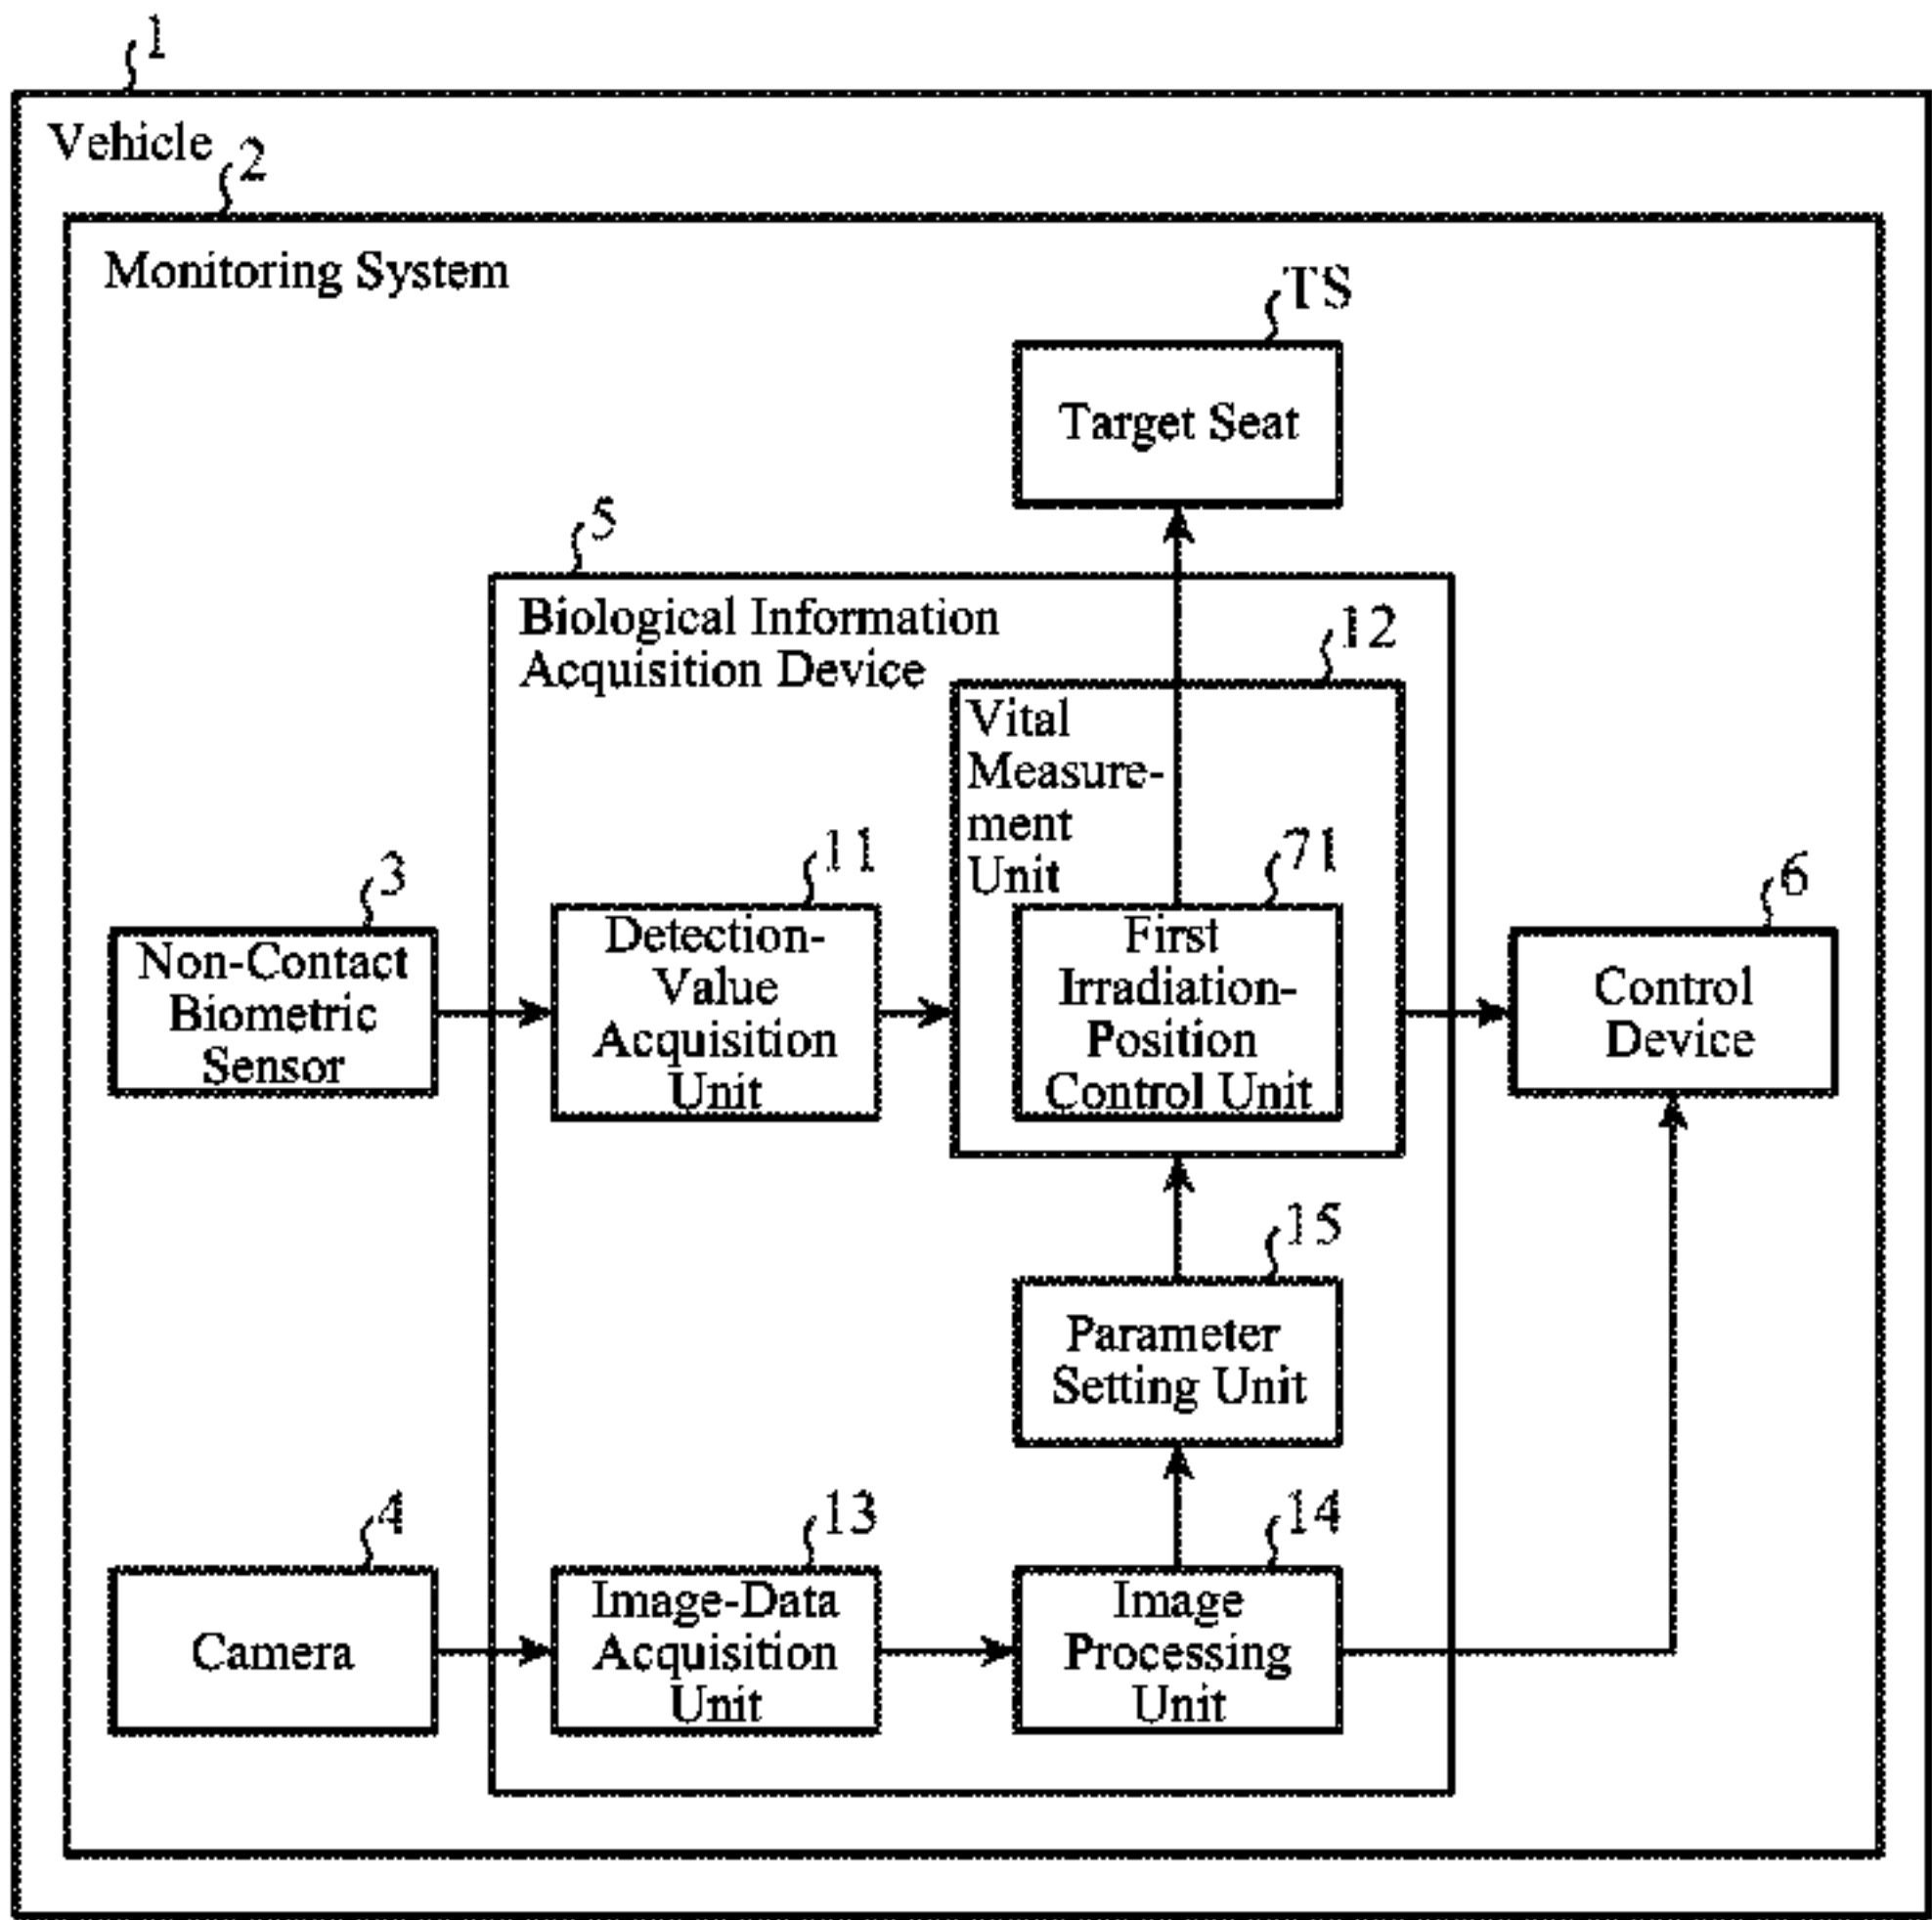 1
Vehicle
2
Monitoring System
TS
Target Seat
5
Biological Information
Acquisition Device
12
Vital
Measure-
ment
Unit
3
Non-Contact
Biometric
Sensor
11
Detection-
Value
Acquisition
Unit
71
First
Irradiation-
Position
Control Unit
6
Control
Device
15
Parameter
Setting Unit
4
Camera
13
Image-Data
Acquisition
Unit
14
Image
Processing
Unit